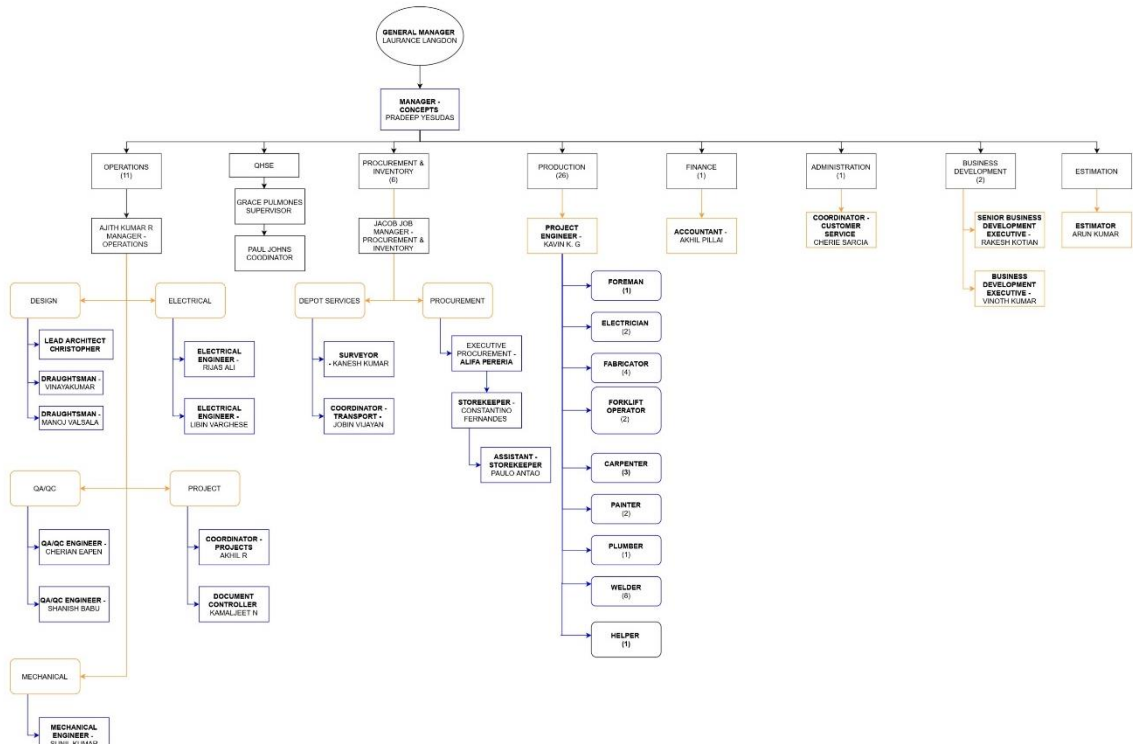 GENERAL MANAGER
LAURANCE LANGDON
MANAGER -
CONCEPTS
PRADEEP YESUDAS
OPERATIONS
(11)
QHSE
PROCUREMENT &
INVENTORY
(6)
PRODUCTION
(26)
FINANCE
(1)
ADMINISTRATION
(1)
BUSINESS
DEVELOPMENT
(2)
ESTIMATION
AJITH KUMAR R
MANAGER -
OPERATIONS
GRACE PULMONES
SUPERVISOR
PAUL JOHNS
COODINATOR
JACOB JOB
MANAGER -
PROCUREMENT &
INVENTORY
PROJECT
ENGINEER -
KAVIN K. G
ACCOUNTANT -
AKHIL PILLAI
COORDINATOR -
CUSTOMER
SERVICE
CHERIE SARCIA
SENIOR BUSINESS
DEVELOPMENT
EXECUTIVE -
RAKESH KOTIAN
BUSINESS
DEVELOPMENT
EXECUTIVE -
VINOTH KUMAR
ESTIMATOR
ARUN KUMAR
DESIGN
ELECTRICAL
LEAD ARCHITECT
CHRISTOPHER
DRAUGHTSMAN -
VINAYAKUMAR
DRAUGHTSMAN -
MANOJ VALSALA
ELECTRICAL
ENGINEER -
RIJAS ALI
ELECTRICAL
ENGINEER -
LIBIN VARGHESE
DEPOT SERVICES
PROCUREMENT
SURVEYOR
- KANESH KUMAR
COORDINATOR -
TRANSPORT -
JOBIN VIJAYAN
EXECUTIVE
PROCUREMENT -
ALIFA PERERIA
STOREKEEPER -
CONSTANTINO
FERNANDES
ASSISTANT -
STOREKEEPER
PAULO ANTAO
FOREMAN
(1)
ELECTRICIAN
(2)
FABRICATOR
(4)
FORKLIFT
OPERATOR
(2)
CARPENTER
(3)
PAINTER
(2)
PLUMBER
(1)
WELDER
(8)
HELPER
(1)
QA/QC
PROJECT
QA/QC ENGINEER -
CHERIAN EAPEN
QA/QC ENGINEER -
SHANISH BABU
COORDINATOR -
PROJECTS
AKHIL R
DOCUMENT
CONTROLLER
KAMALJEET N
MECHANICAL
MECHANICAL
ENGINEER -
SUNIL KUMAR